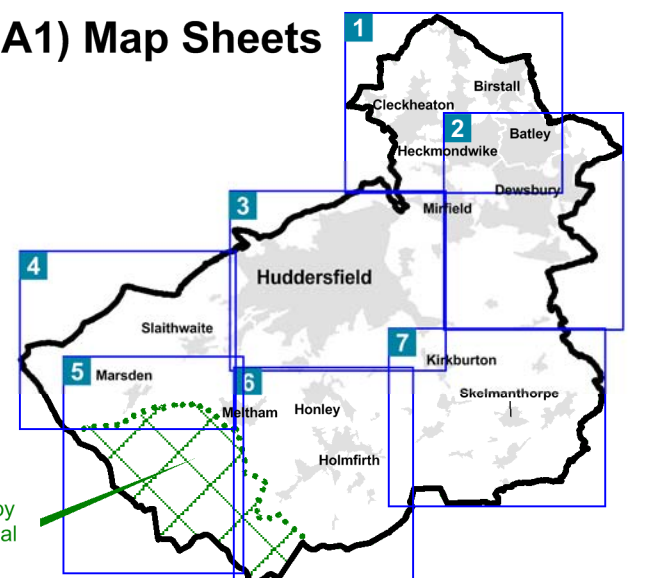 A1) Map Sheets
1
Birstall
Cleckheaton
2
Batley
Heckmondwike
Dewsbury
3
Mirfield
4
Huddersfield
Slaithwaite
7
Kirkburton
5
Marsden
6
Skelmanthorpe
Meltham
Honley
Holmfirth
al